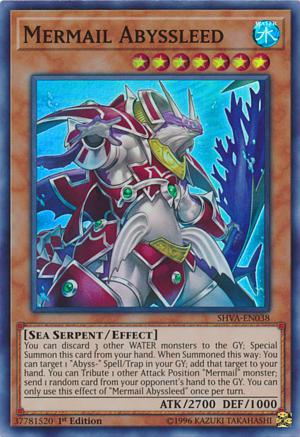 MERMAIL ABYSSLEED
WATER
水
SHVA-EN038
[SEA SERPENT/EFFECT]
You can discard 3 other WATER monsters to the GY; Special
Summon this card from your hand. When Summoned this way: You
can target 1 "Abyss-" Spell/Trap in your GY; add that target to your
hand. You can Tribute 1 other Attack Position "Mermail" monster;
send 1 random card from your opponent's hand to the GY. You can
only use this effect of "Mermail Abyssleed" once per turn.
ATK/2700 DEF/1000
37781520 1st Edition
©1996 KAZUKI TAKAHASHI